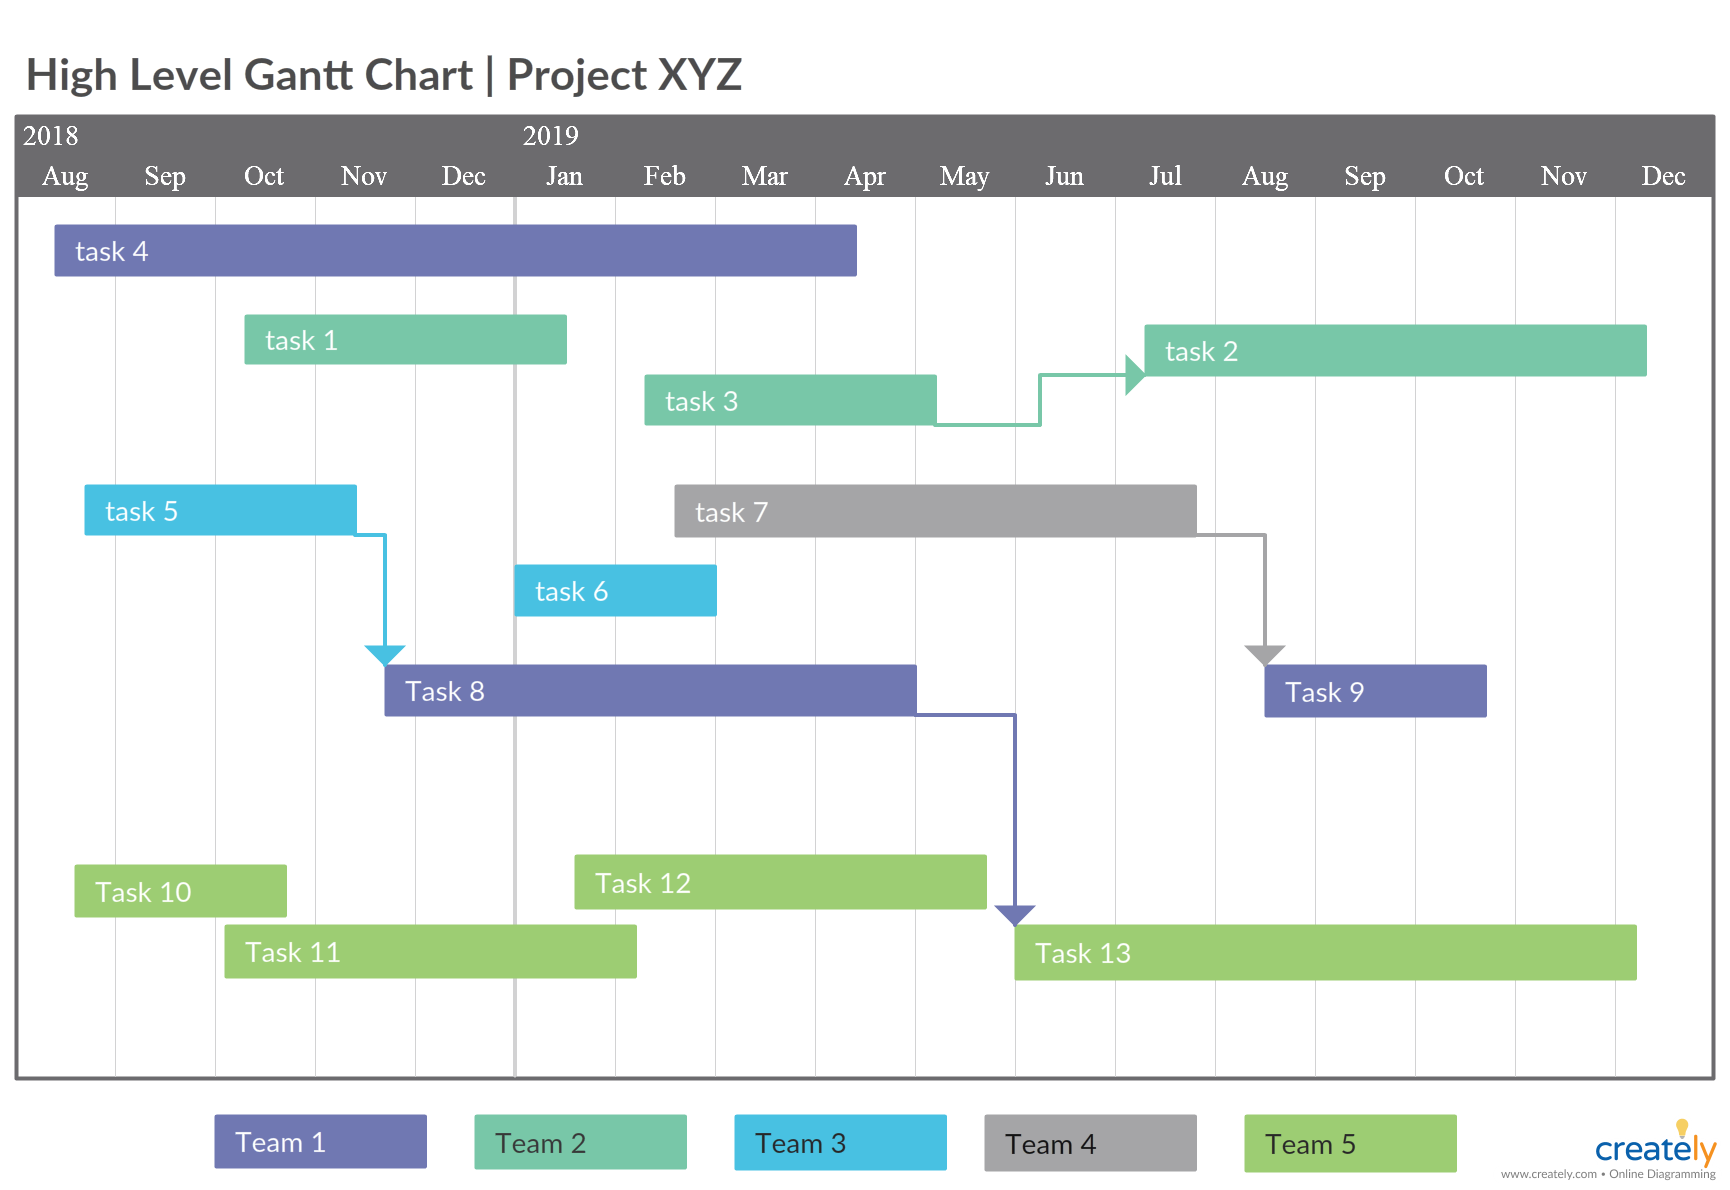 High Level Gantt Chart | Project XYZ
2018 2019
Aug Sep Oct Nov Dec Jan Feb Mar Apr May Jun Jul Aug Sep Oct Nov Dec
task 4
task 1
task 2
task 3
task 5
task 7
task 6
Task 8
Task 9
Task 12
Task 10
Task 11
Task 13
Team 1 Team 2 Team 3 Team 4 Team 5
creately
www.creately.com • Online Diagramming